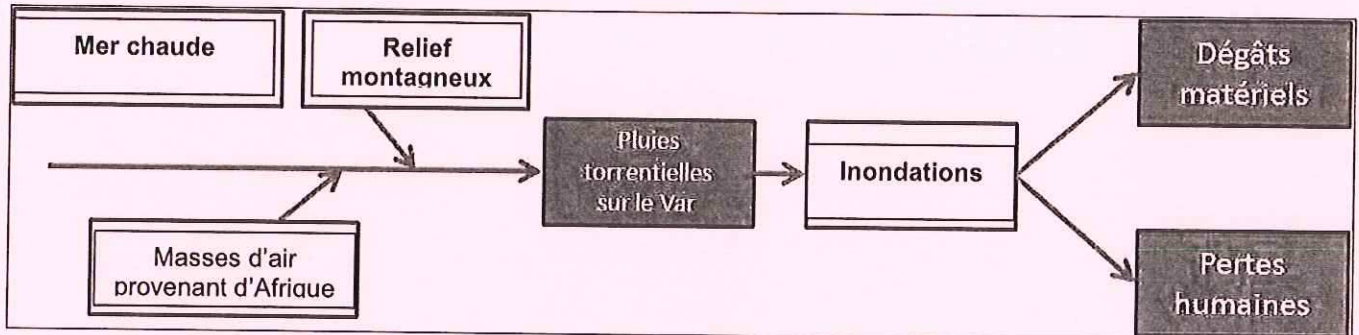 Mer chaude
Relief
montagneux
Dégâts
matériels
Pluies
torrentielles
sur le Var
Inondations
Masses d'air
provenant d'Afrique
Pertes
humaines